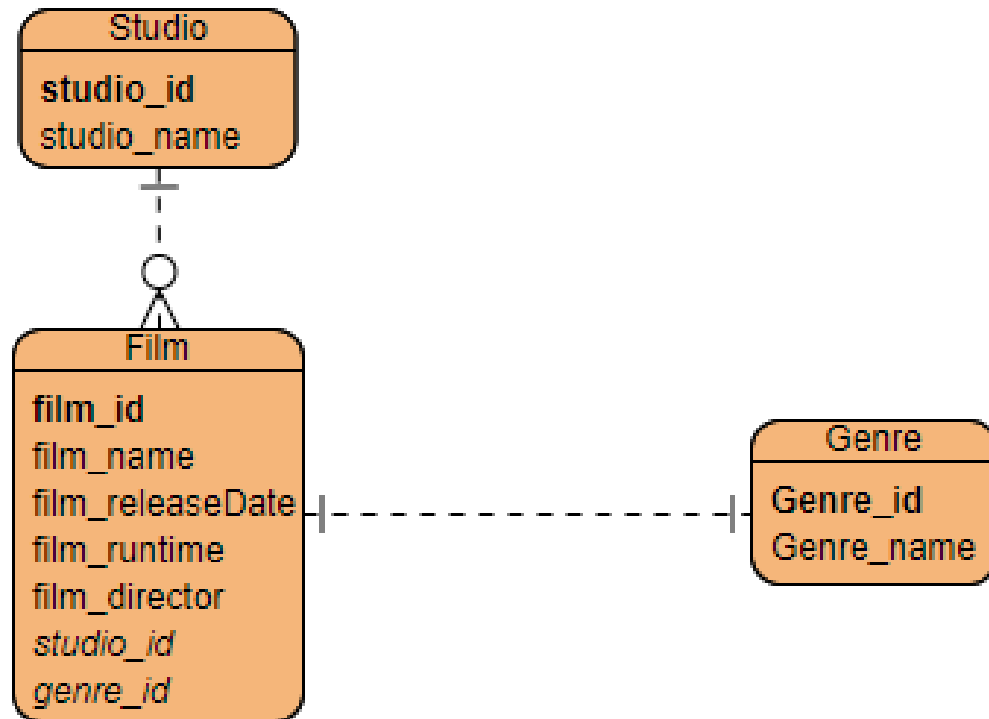 Studio
studio_id
studio_name
Film
film_id
film_name
film_releaseDate
film_runtime
film_director
studio_id
genre_id
Genre
Genre_id
Genre_name